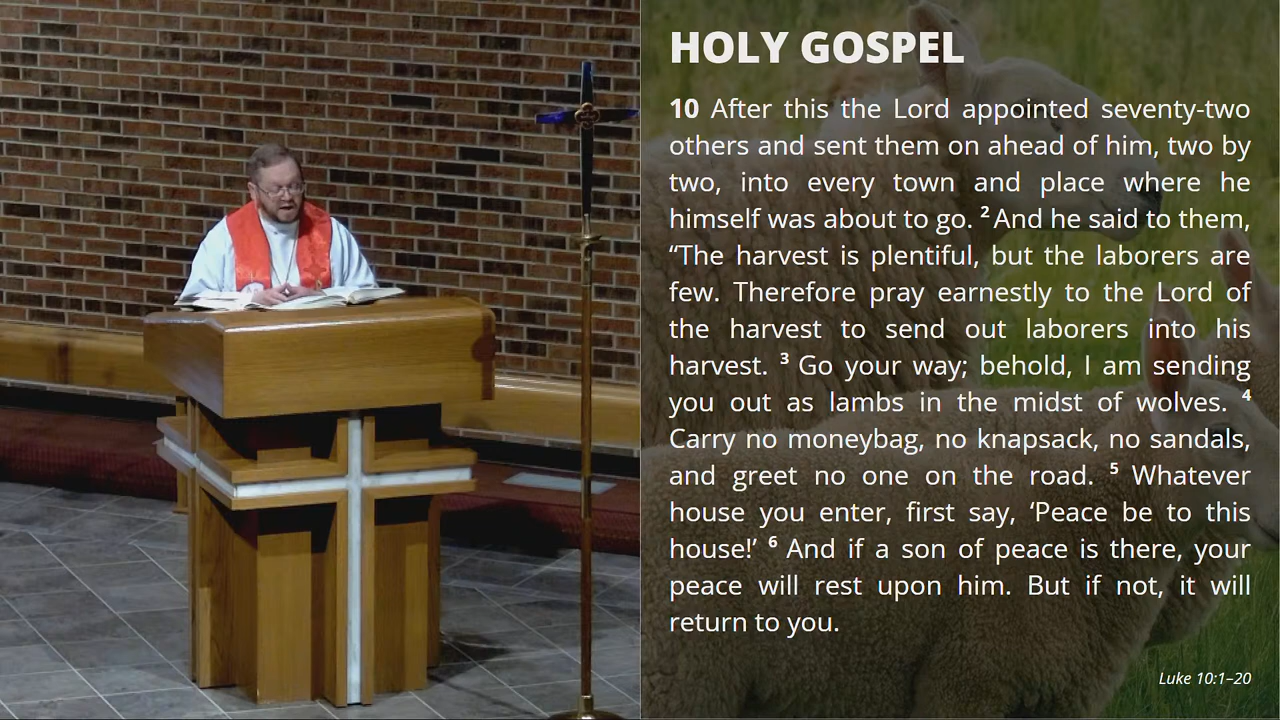 HOLY GOSPEL
10 After this the Lord appointed seventy-two
others and sent them on ahead of him, two by
two, into every town and place where he
himself was about to go. 2 And he said to them,
“The harvest is plentiful, but the laborers are
few. Therefore pray earnestly to the Lord of
the harvest to send out laborers into his
harvest. 3 Go your way; behold, I am sending
you out as lambs in the midst of wolves. 4
Carry no moneybag, no knapsack, no sandals,
and greet no one on the road. 5 Whatever
house you enter, first say, ‘Peace be to this
house!’ 6 And if a son of peace is there, your
peace will rest upon him. But if not, it will
return to you.
Luke 10:1–20